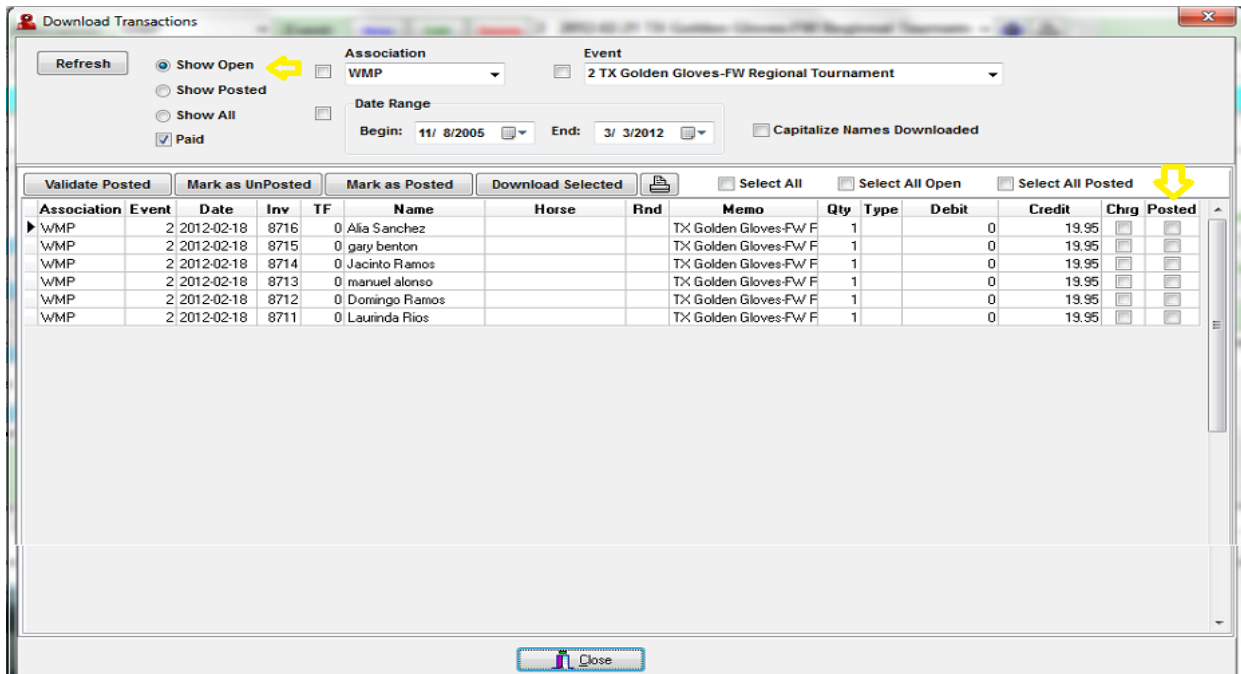 Download Transactions
Refresh
Show Open
Show Posted
Show All
Paid
Association
WMP
Event
2 TX Golden Gloves-FW Regional Tournament
Date Range
Begin: 11/ 8/2005 End: 3/ 3/2012
Capitalize Names Downloaded
Validate Posted Mark as UnPosted Mark as Posted Download Selected Select All Select All Open Select All Posted
Association Event Date Inv TF Name Horse Rnd Memo Qty Type Debit Credit Chrg Posted
WMP 2 2012-02-18 8716 0 Alia Sanchez TX Golden Gloves-FW F 1 0 19.95
WMP 2 2012-02-18 8715 0 gary benton TX Golden Gloves-FW F 1 0 19.95
WMP 2 2012-02-18 8714 0 Jacinto Ramos TX Golden Gloves-FW F 1 0 19.95
WMP 2 2012-02-18 8713 0 manuel alonso TX Golden Gloves-FW F 1 0 19.95
WMP 2 2012-02-18 8712 0 Domingo Ramos TX Golden Gloves-FW F 1 0 19.95
WMP 2 2012-02-18 8711 0 Laurinda Rios TX Golden Gloves-FW F 1 0 19.95
Close